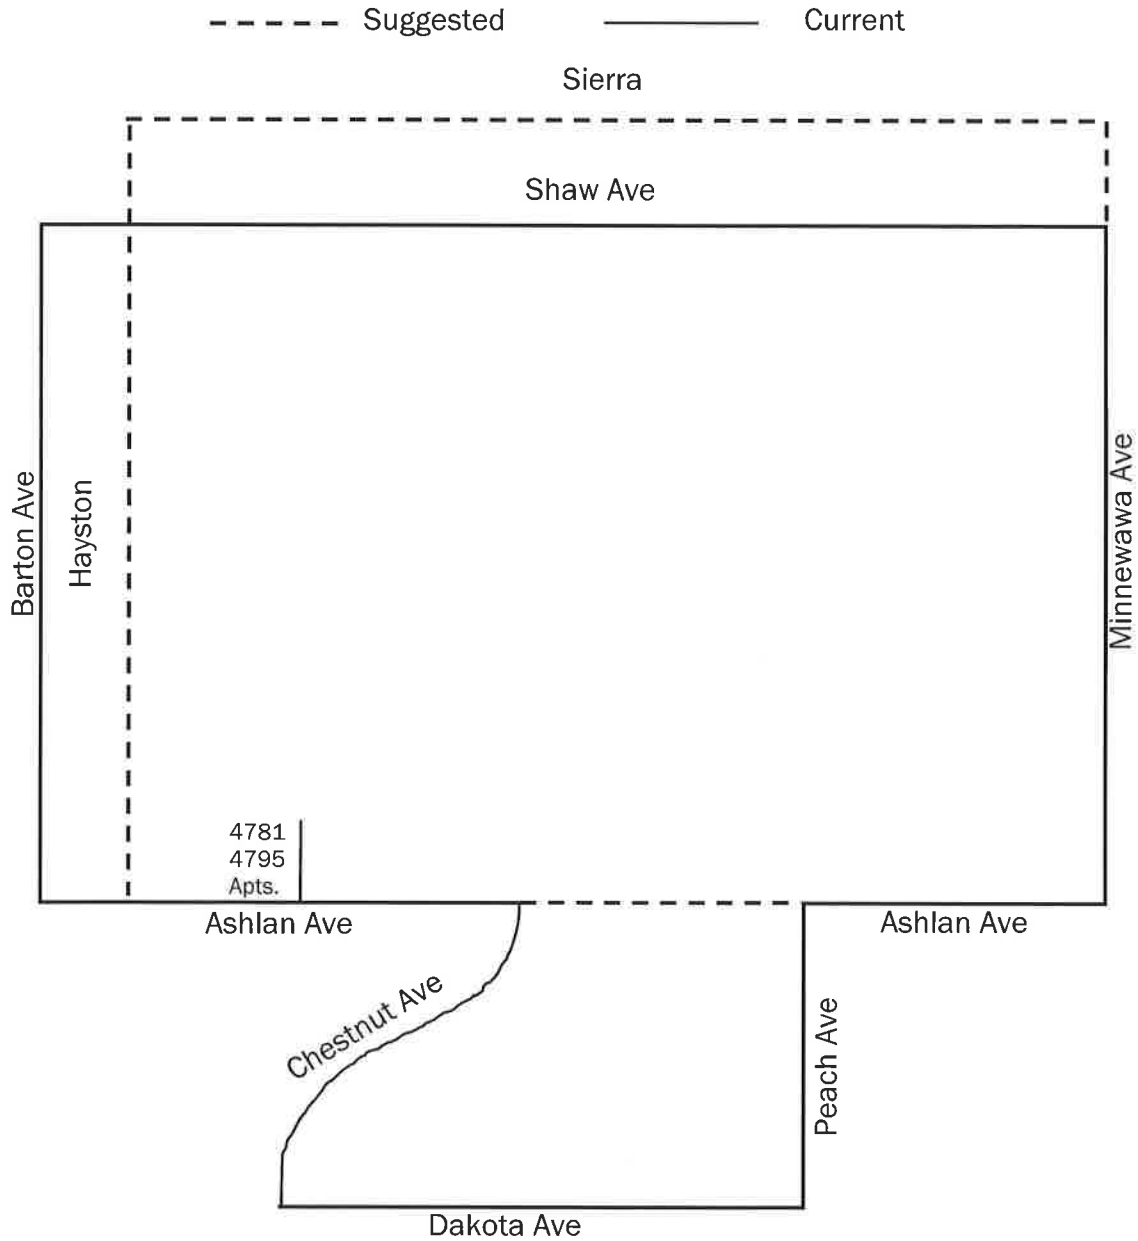 Suggested
Current
Sierra
Shaw Ave
Barton Ave
Hayston
Minnewawa Ave
4781
4795
Apts.
Ashlan Ave
Ashlan Ave
Chestnut Ave
Peach Ave
Dakota Ave